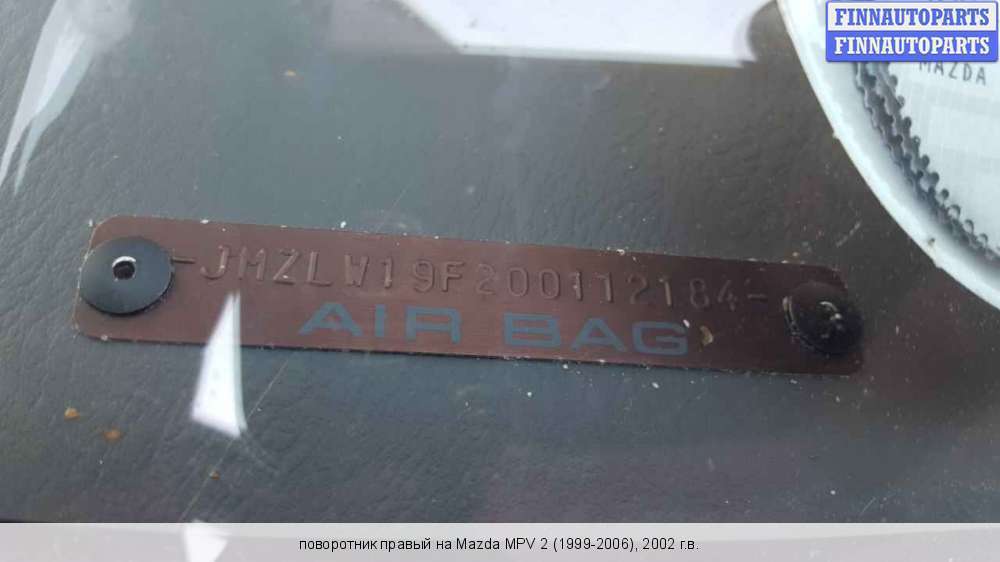 FINNAUTOPARTS
FINNAUTOPARTS
MAZDA
-JMZLW19F200112184-
AIR BAG
поворотник правый на Mazda MPV 2 (1999-2006), 2002 г.в.